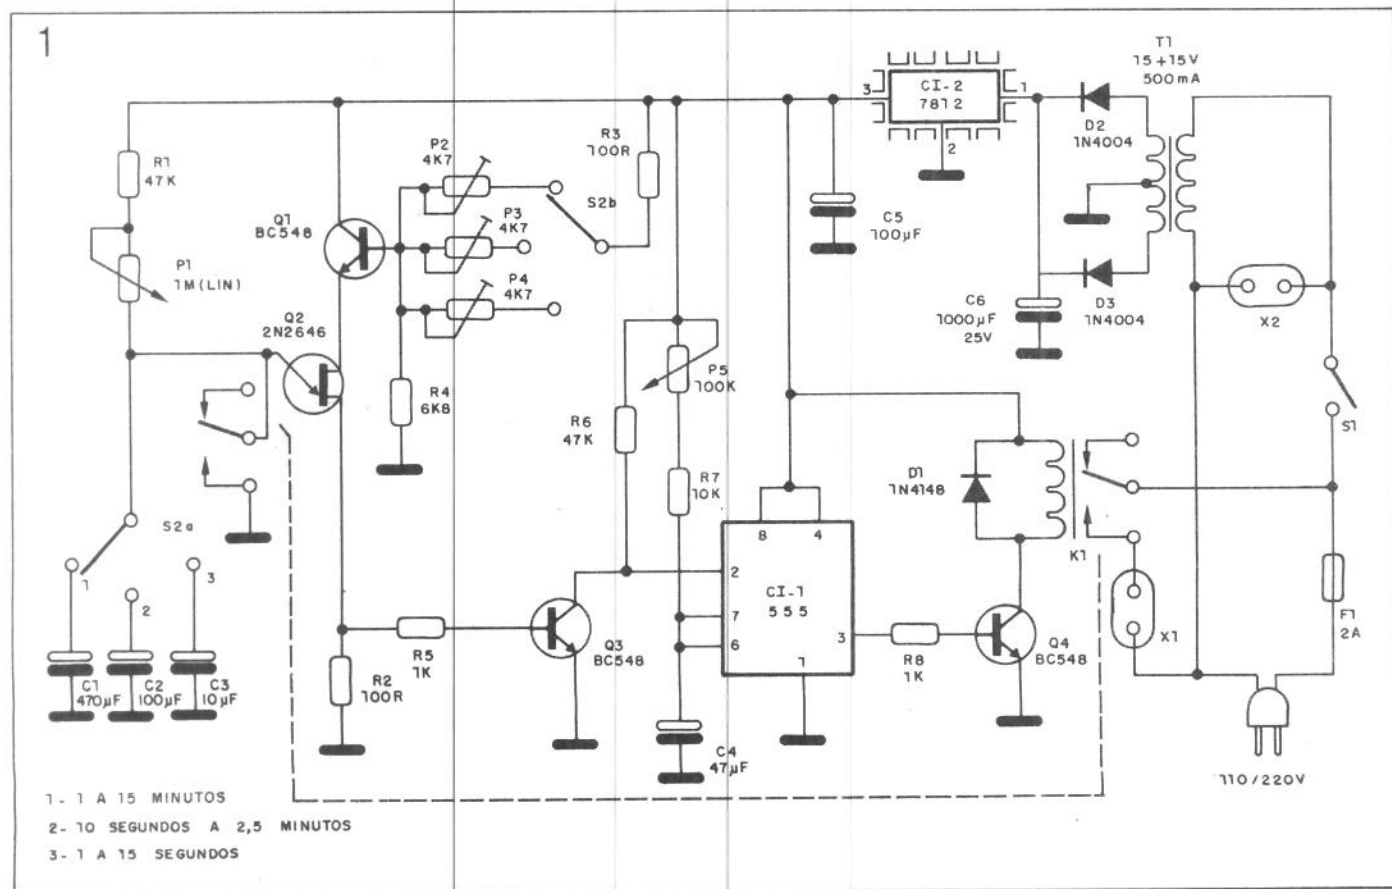 1
T1
15+15V
500mA
3
CI-2
7812
1
2
D2
1N4004
R3
100R
P2
4K7
R1
47K
S2b
Q1
BC548
P3
4K7
C5
100µF
P1
1M(LIN)
P4
4K7
D3
1N4004
C6
1000µF
25V
X2
Q2
2N2646
P5
100K
R4
6K8
R6
47K
S1
R7
10K
D1
1N4148
S2a
8
4
K1
1
3
2
2
CI-1
555
7
3
6
1
F1
2A
X1
R5
1K
Q3
BC548
R8
1K
Q4
BC548
C1
470µF
C2
100µF
C3
10µF
R2
100R
C4
47µF
110/220V
1- 1 A 15 MINUTOS
2- 10 SEGUNDOS A 2,5 MINUTOS
3- 1 A 15 SEGUNDOS